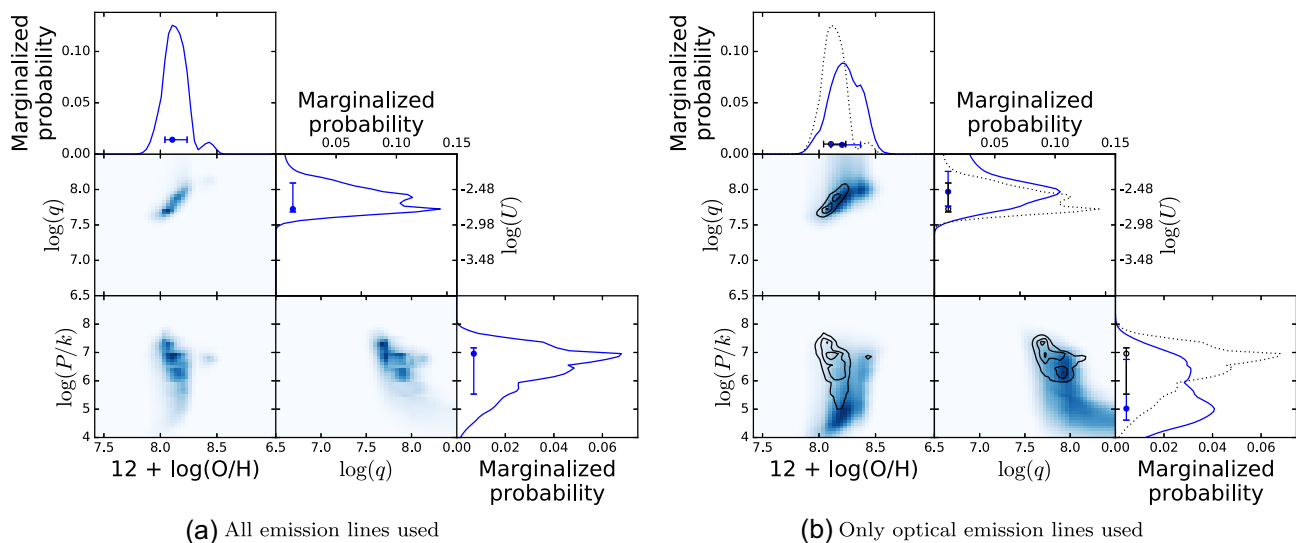 Marginalized
probability
0.15
0.10
0.05
0.00
Marginalized
probability
0.05 0.10 0.15
log(q)
8.0
7.5
7.0
6.5
-2.48
-2.98
-3.48
log(U)
log(P/k)
8
7
6
5
4
7.5 8.0 8.5 6.5
12 + log(O/H)
7.0 7.5 8.0
log(q)
0.00 0.02 0.04 0.06
Marginalized
probability
(a) All emission lines used
Marginalized
probability
0.10
0.05
0.00
Marginalized
probability
0.05 0.10 0.15
log(q)
8.0
7.5
7.0
6.5
-2.48
-2.98
-3.48
log(U)
log(P/k)
8
7
6
5
4
7.5 8.0 8.5 6.5
12 + log(O/H)
7.0 7.5 8.0
log(q)
0.00 0.02 0.04 0.06
Marginalized
probability
(b) Only optical emission lines used